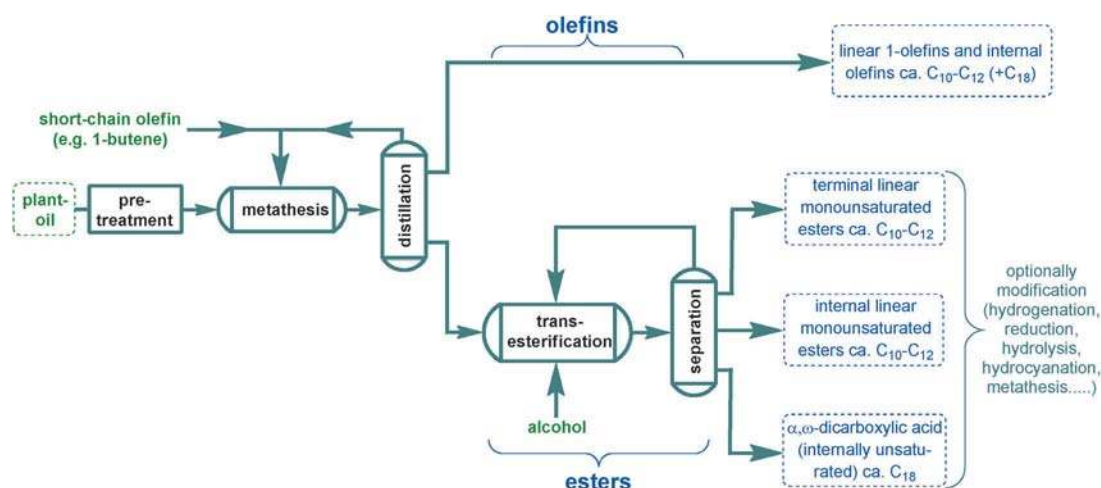 olefins
linear 1-olefins and internal
olefins ca. C10-C12 (+C18)
short-chain olefin
(e.g. 1-butene)
plant-
oil
pre-
treatment
metathesis
distillation
terminal linear
monounsaturated
esters ca. C10-C12
trans-
esterification
separation
internal linear
monounsaturated
esters ca. C10-C12
optionally
modification
(hydrogenation,
reduction,
hydrolysis,
hydrocyanation,
metathesis.....)
alcohol
α,ω-dicarboxylic acid
(internally unsatu-
rated) ca. C18
esters